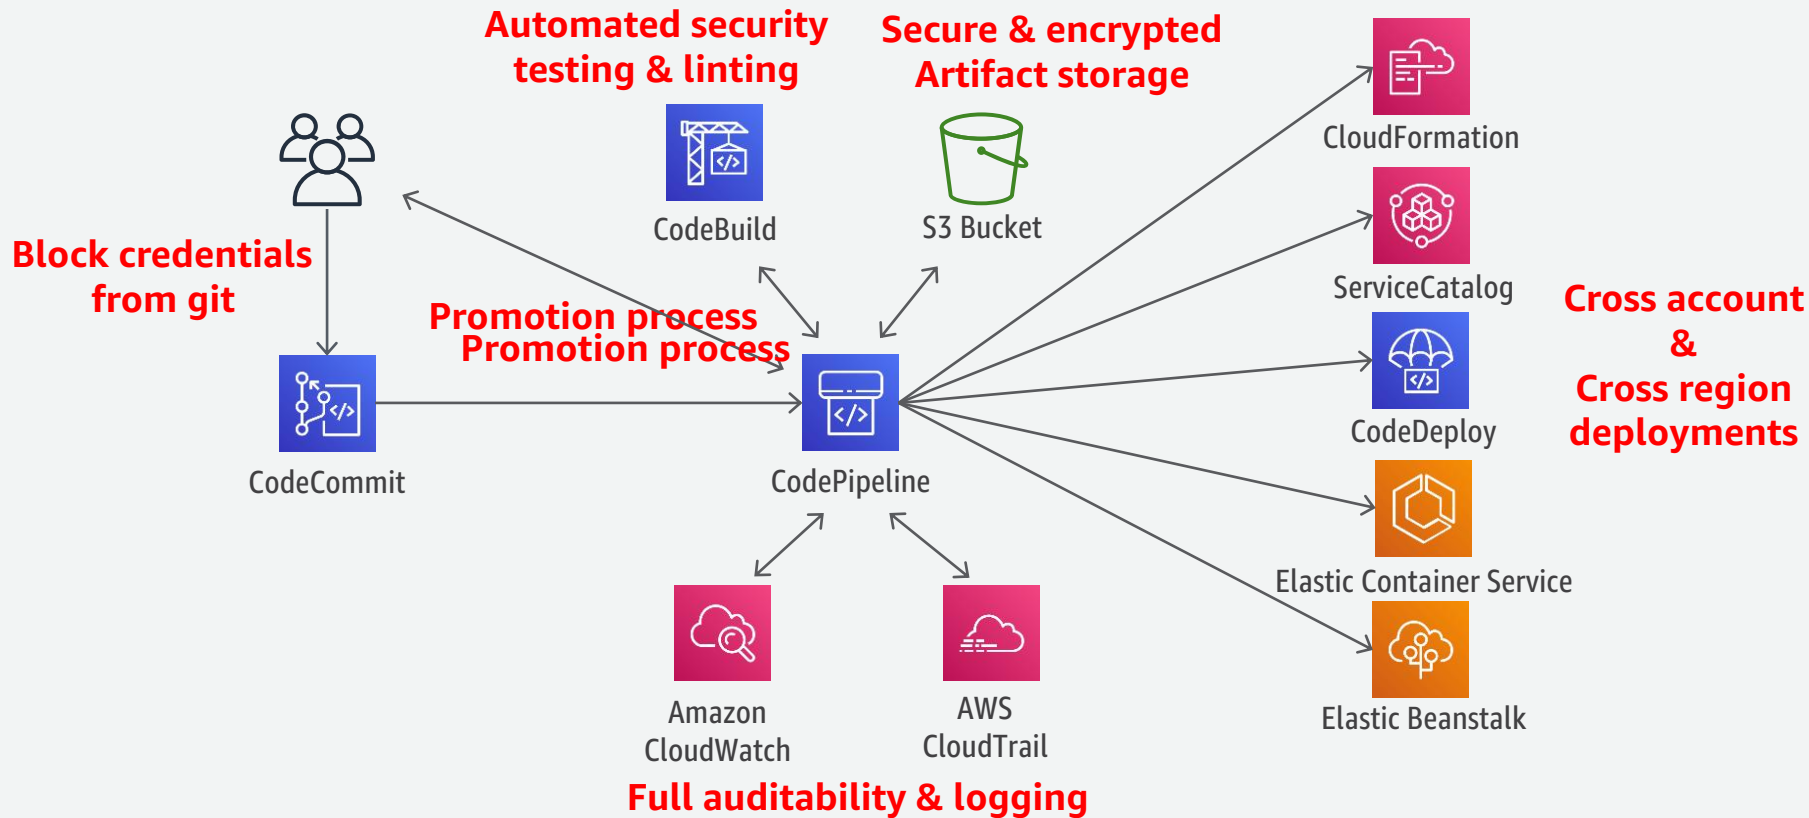 Automated security
testing & linting
Secure & encrypted
Artifact storage
CloudFormation
CodeBuild
S3 Bucket
Block credentials
from git
ServiceCatalog
Promotion process
Promotion process
Cross account
&
Cross region
deployments
CodeDeploy
CodeCommit
CodePipeline
Elastic Container Service
Amazon
CloudWatch
AWS
CloudTrail
Elastic Beanstalk
Full auditability & logging